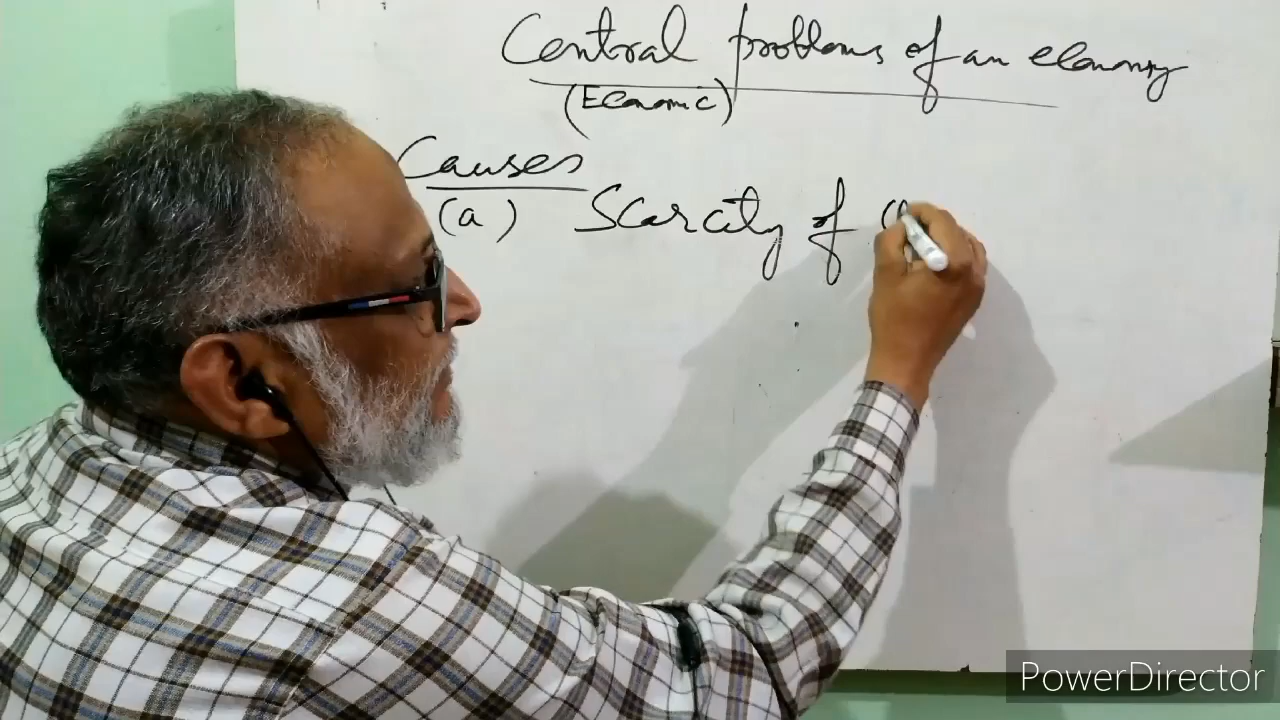 Central problems of an economy
(Economic)
Causes
(a) Scarcity of
PowerDirector